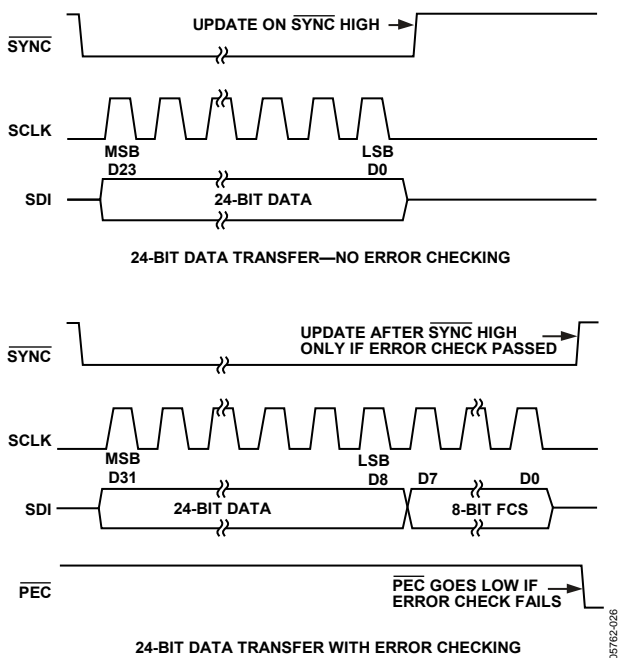 UPDATE ON SYNC HIGH
SYNC
SCLK
MSB LSB
D23 D0
SDI 24-BIT DATA
24-BIT DATA TRANSFER—NO ERROR CHECKING
UPDATE AFTER SYNC HIGH
ONLY IF ERROR CHECK PASSED
SYNC
SCLK
MSB LSB
D31 D8 D7 D0
SDI 24-BIT DATA 8-BIT FCS
PEC GOES LOW IF
ERROR CHECK FAILS
PEC
24-BIT DATA TRANSFER WITH ERROR CHECKING
05762-026